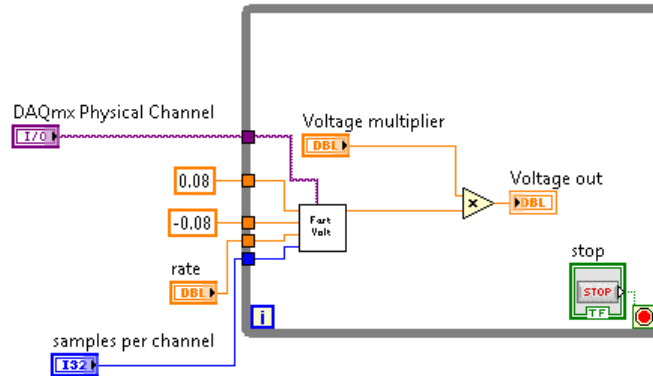 DAQmx Physical Channel
I/O
Voltage multiplier
DBL
0.08
Voltage out
DBL
-0.08
Fart
Volt
x
stop
rate
DBL
STOP
TF
i
samples per channel
I32